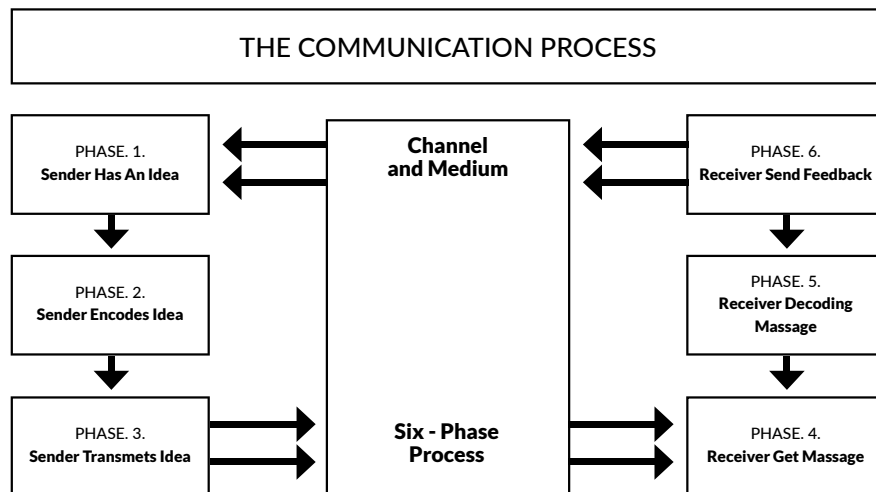 THE COMMUNICATION PROCESS
PHASE. 1.
Sender Has An Idea
PHASE. 2.
Sender Encodes Idea
PHASE. 3.
Sender Transmets Idea
Channel
and Medium
Six - Phase
Process
PHASE. 6.
Receiver Send Feedback
PHASE. 5.
Receiver Decoding
Massage
PHASE. 4.
Receiver Get Massage